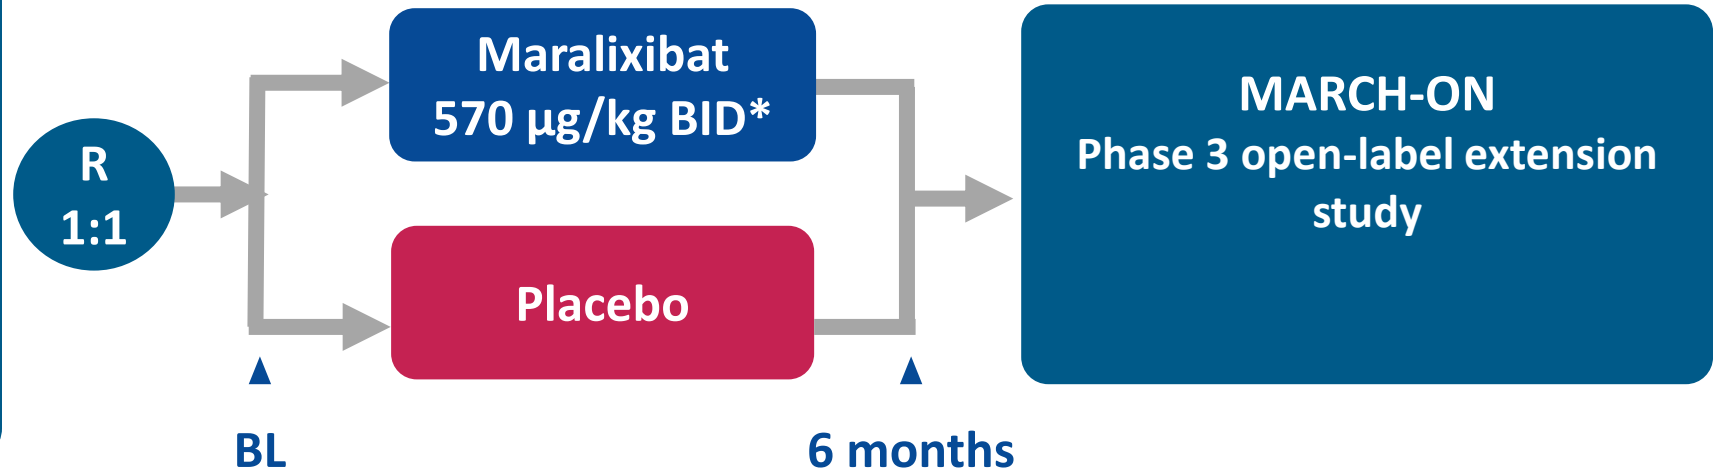 R
1:1
Maralixibat
570 µg/kg BID*
Placebo
MARCH-ON
Phase 3 open-label extension
study
BL
6 months